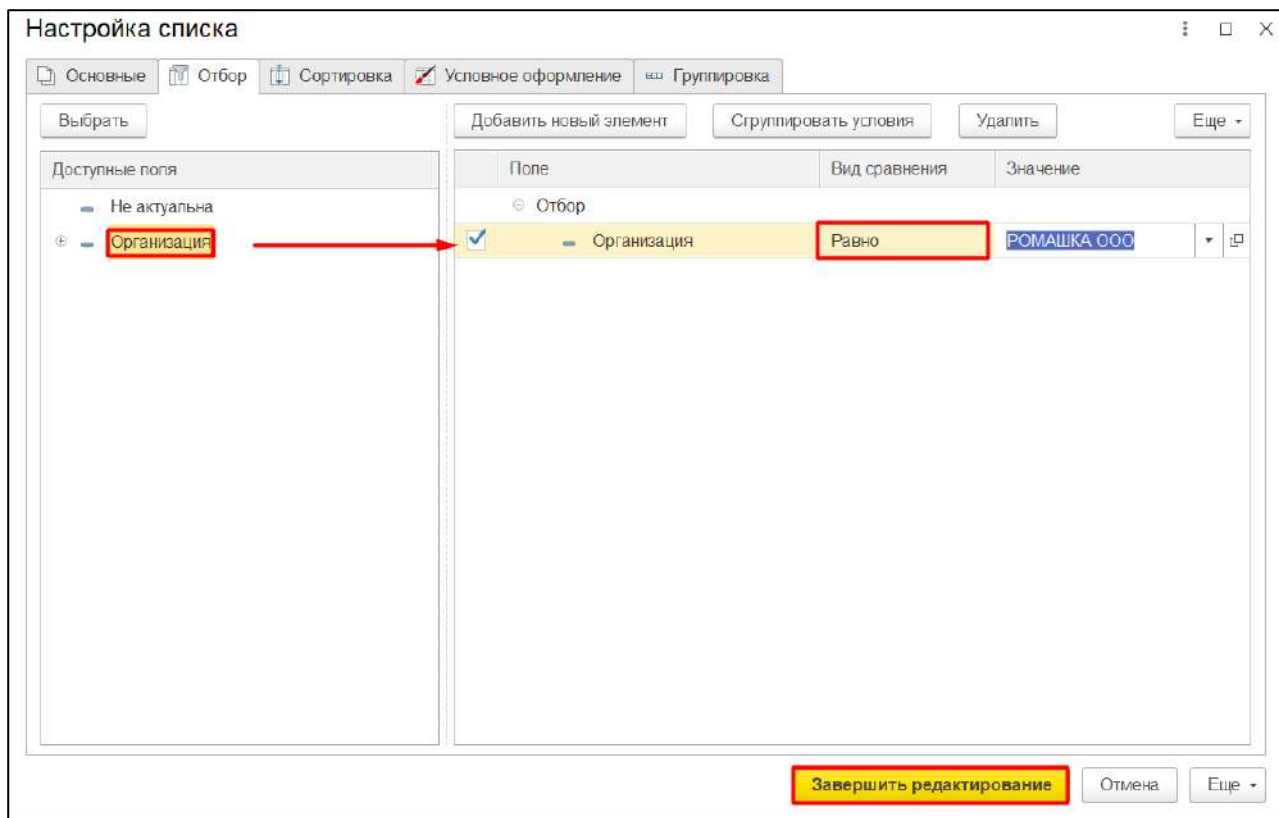 Настройка списка
Основные Отбор Сортировка Условное оформление Группировка
Выбрать Добавить новый элемент Сгруппировать условия Удалить Еще
Доступные поля Поле Вид сравнения Значение
Не актуальна Отбор
Организация Организация Равно РОМАШКА ООО
Завершить редактирование Отмена Еще